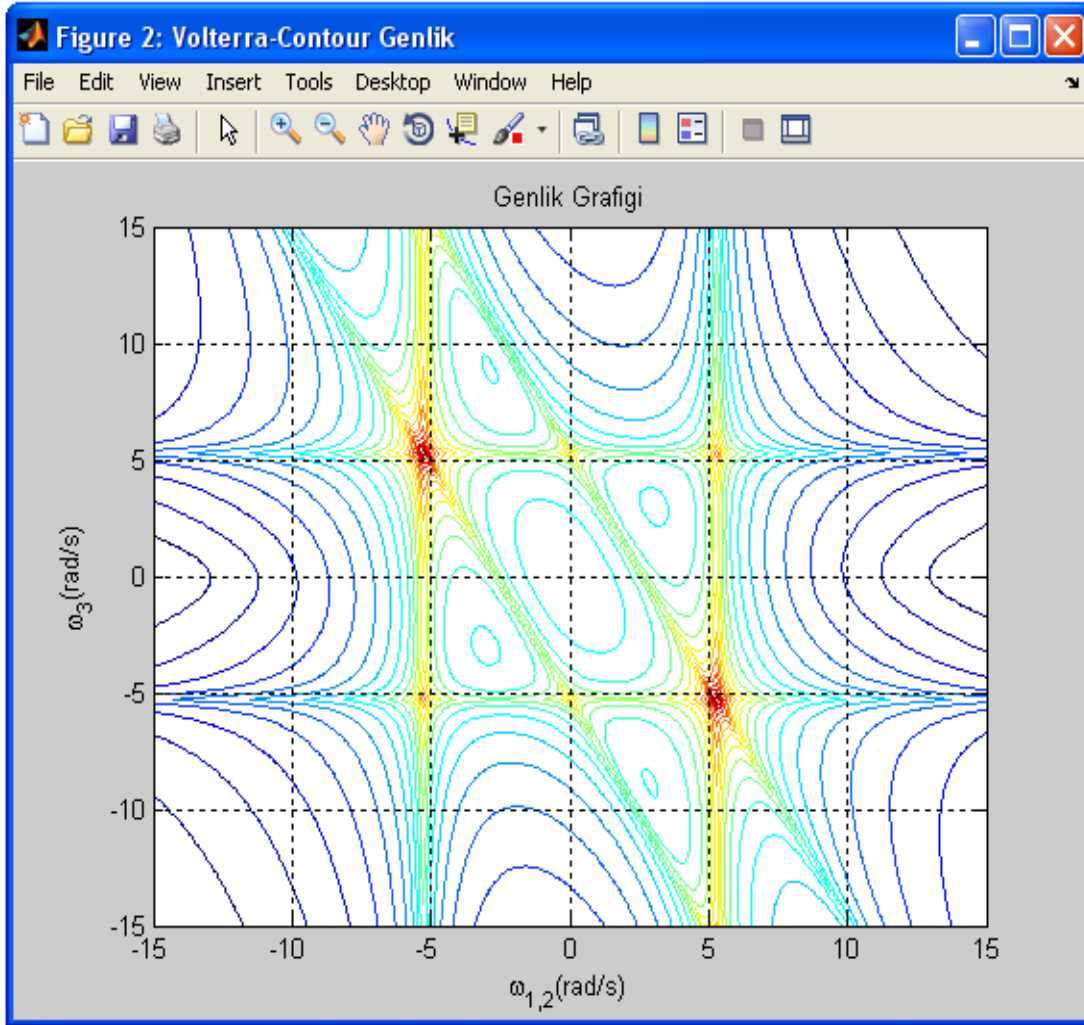 Figure 2: Volterra-Contour Genlik
File Edit View Insert Tools Desktop Window Help
Genlik Grafigi
15
10
5
0
-5
-10
-15
ω3(rad/s)
-15 -10 -5 0 5 10 15
ω1,2(rad/s)